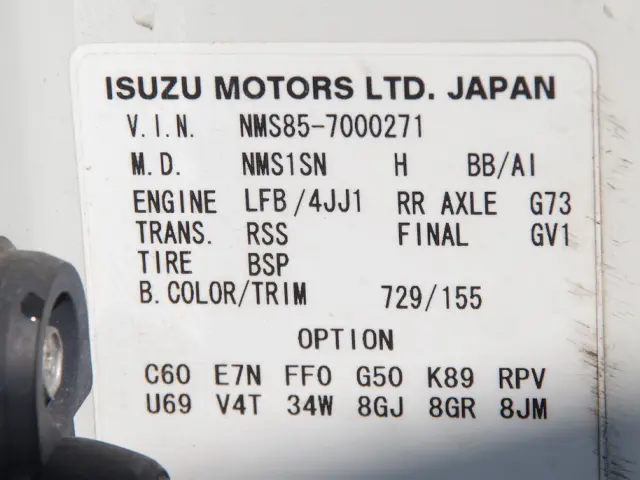 ISUZU MOTORS LTD. JAPAN
V.I.N. NMS85-7000271
M.D. NMS1SN H BB/AI
ENGINE LFB/4JJ1 RR AXLE G73
TRANS. RSS FINAL GV1
TIRE BSP
B.COLOR/TRIM 729/155
OPTION
C60 E7N FF0 G50 K89 RPV
U69 V4T 34W 8GJ 8GR 8JM